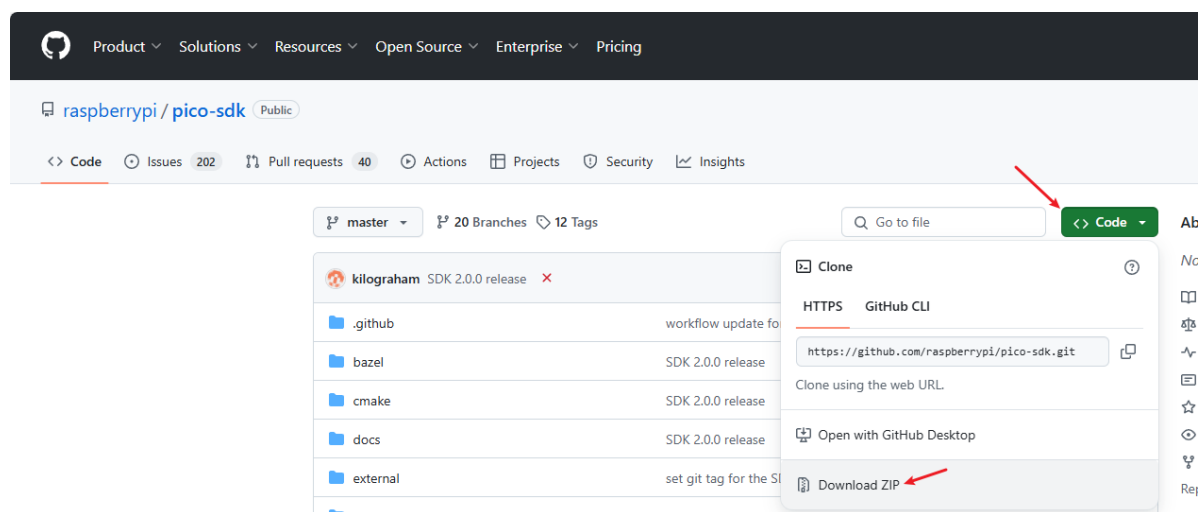 Product Solutions Resources Open Source Enterprise Pricing
raspberrypi / pico-sdk Public
Code Issues 202 Pull requests 40 Actions Projects Security Insights
master 20 Branches 12 Tags Go to file Code
kilograham SDK 2.0.0 release
.github workflow update fo
bazel SDK 2.0.0 release
cmake SDK 2.0.0 release
docs SDK 2.0.0 release
external set git tag for the S
Clone
HTTPS GitHub CLI
https://github.com/raspberrypi/pico-sdk.git
Clone using the web URL.
Open with GitHub Desktop
Download ZIP
Ab
No
Rep